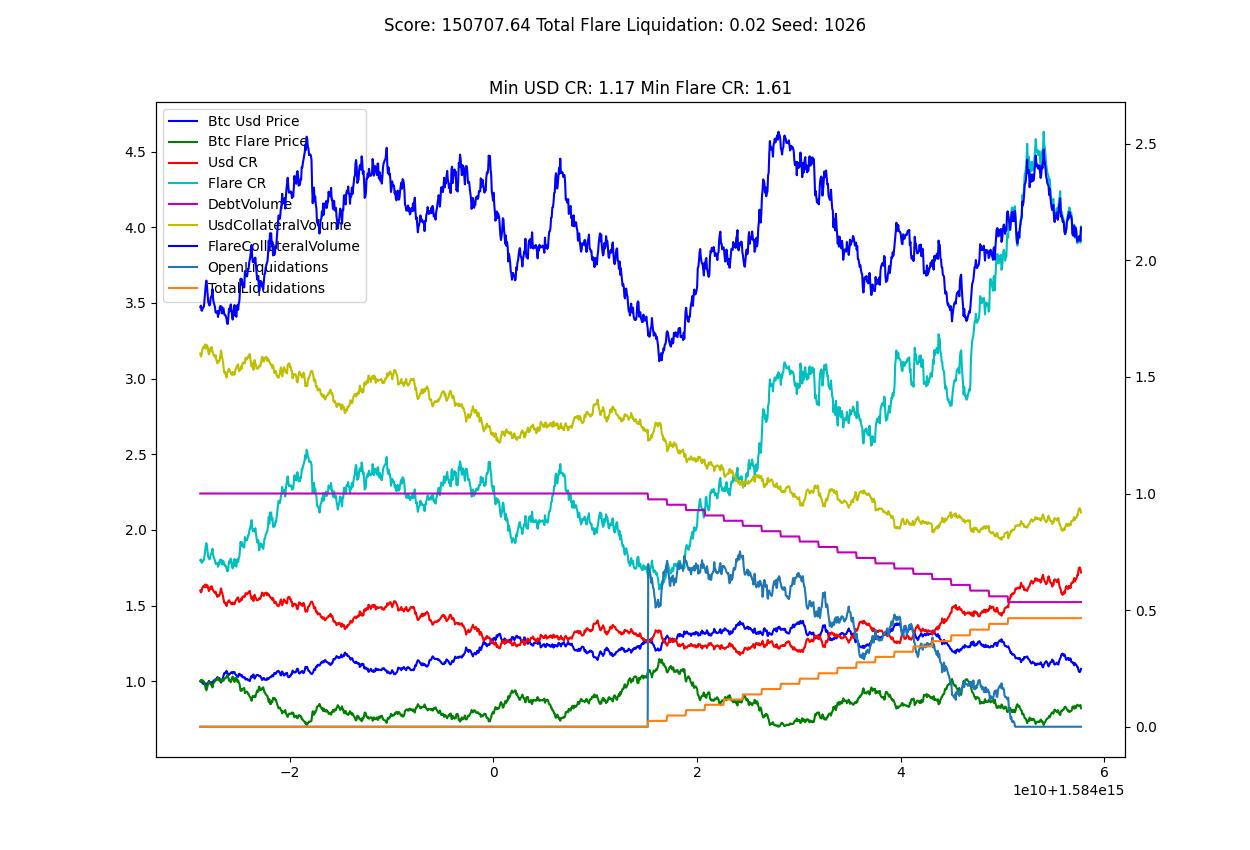 Score: 150707.64 Total Flare Liquidation: 0.02 Seed: 1026
Min USD CR: 1.17 Min Flare CR: 1.61
Btc Usd Price
Btc Flare Price
Usd CR
Flare CR
DebtVolume
UsdCollateralVolume
FlareCollateralVolume
OpenLiquidations
TotalLiquidations
4.5
4.0
3.5
3.0
2.5
2.0
1.5
1.0
2.5
2.0
1.5
1.0
0.5
0.0
−2
0
2
4
6
1e10+1.584e15